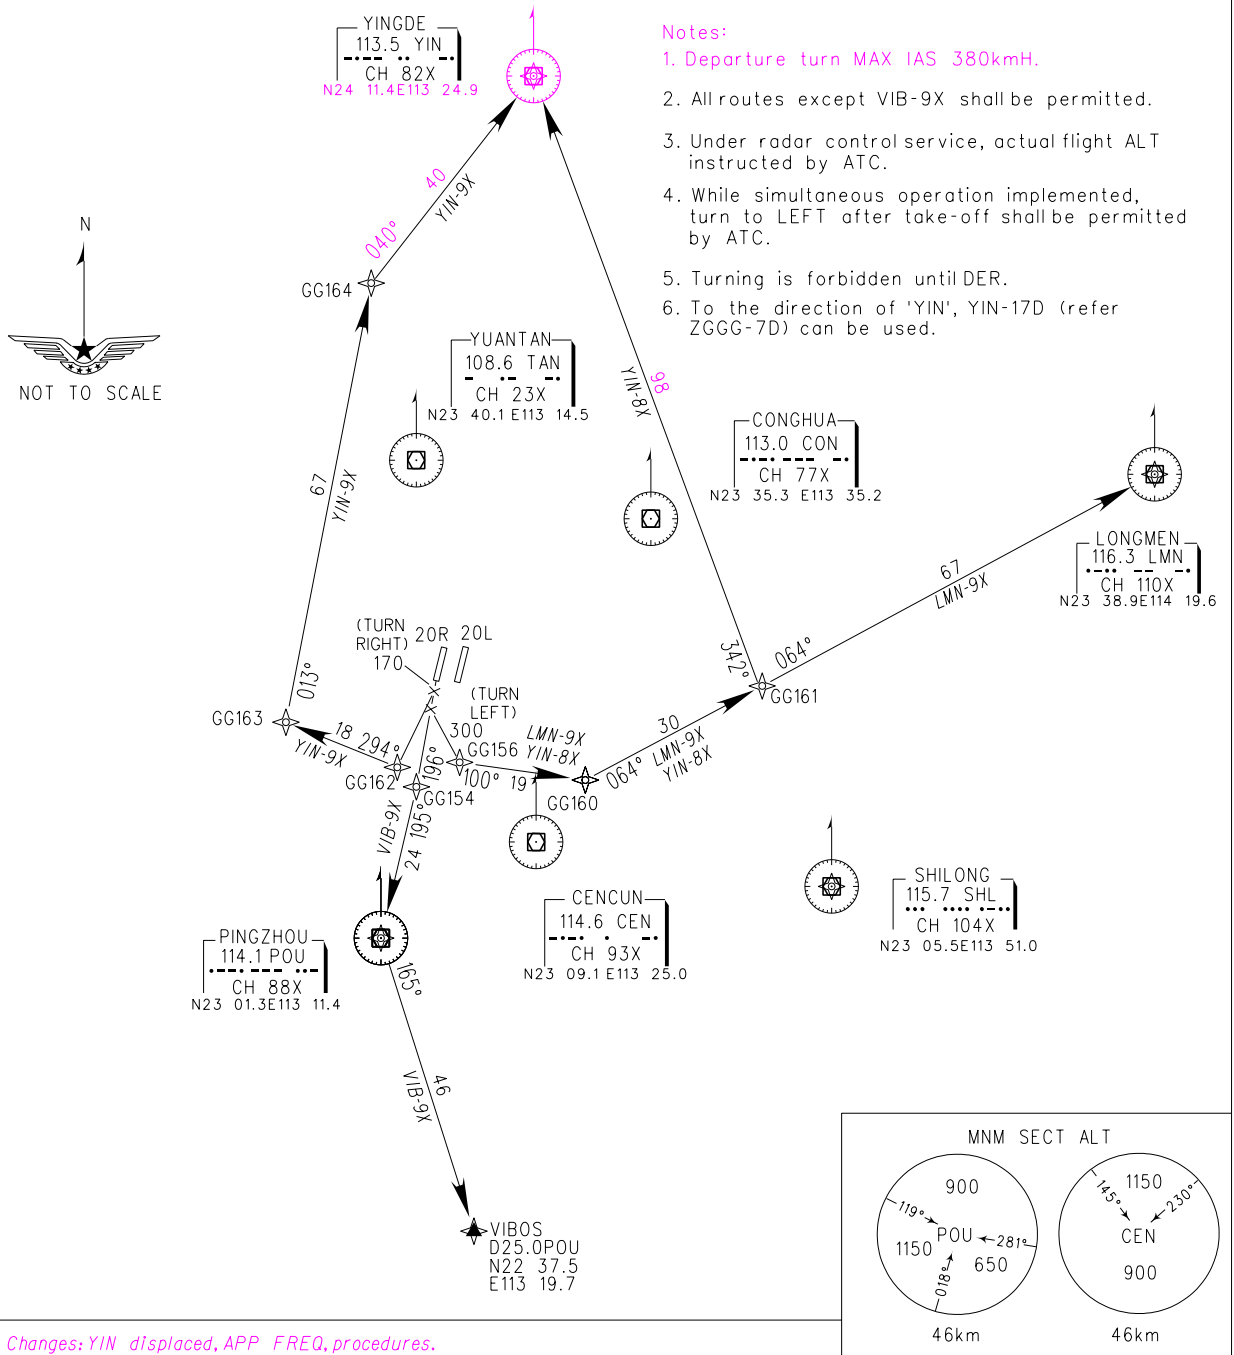 YINGDE
113.5 YIN
CH 82X
N24 11.4E113 24.9
Notes:
1. Departure turn MAX IAS 380kmH.
2. All routes except VIB-9X shall be permitted.
3. Under radar control service, actual flight ALT
instructed by ATC.
4. While simultaneous operation implemented,
turn to LEFT after take-off shall be permitted
by ATC.
5. Turning is forbidden until DER.
6. To the direction of 'YIN', YIN-17D (refer
ZGGG-7D) can be used.
N
NOT TO SCALE
40
YIN-9X
040°
GG164
YUANTAN
108.6 TAN
CH 23X
N23 40.1 E113 14.5
98
YIN-8X
CONGHUA
113.0 CON
CH 77X
N23 35.3 E113 35.2
67
YIN-9X
LONGMEN
116.3 LMN
CH 110X
N23 38.9E114 19.6
67
LMN-9X
(TURN
RIGHT)
170
20R 20L
(TURN
LEFT)
300
013°
342°
064°
GG161
GG163
18 294°
YIN-9X
GG162
196°
GG154
GG156
100° 19
LMN-9X
YIN-8X
GG160
30
064° LMN-9X
YIN-8X
VIB-9X
24 195°
CENCUN
114.6 CEN
CH 93X
N23 09.1 E113 25.0
SHILONG
115.7 SHL
CH 104X
N23 05.5E113 51.0
PINGZHOU
114.1 POU
CH 88X
N23 01.3E113 11.4
165°
46
VIB-9X
VIBOS
D25.0POU
N22 37.5
E113 19.7
MNM SECT ALT
900
119°
POU
281°
1150
650
018°
46km
1150
145°
230°
CEN
900
46km
Changes: YIN displaced, APP FREQ, procedures.